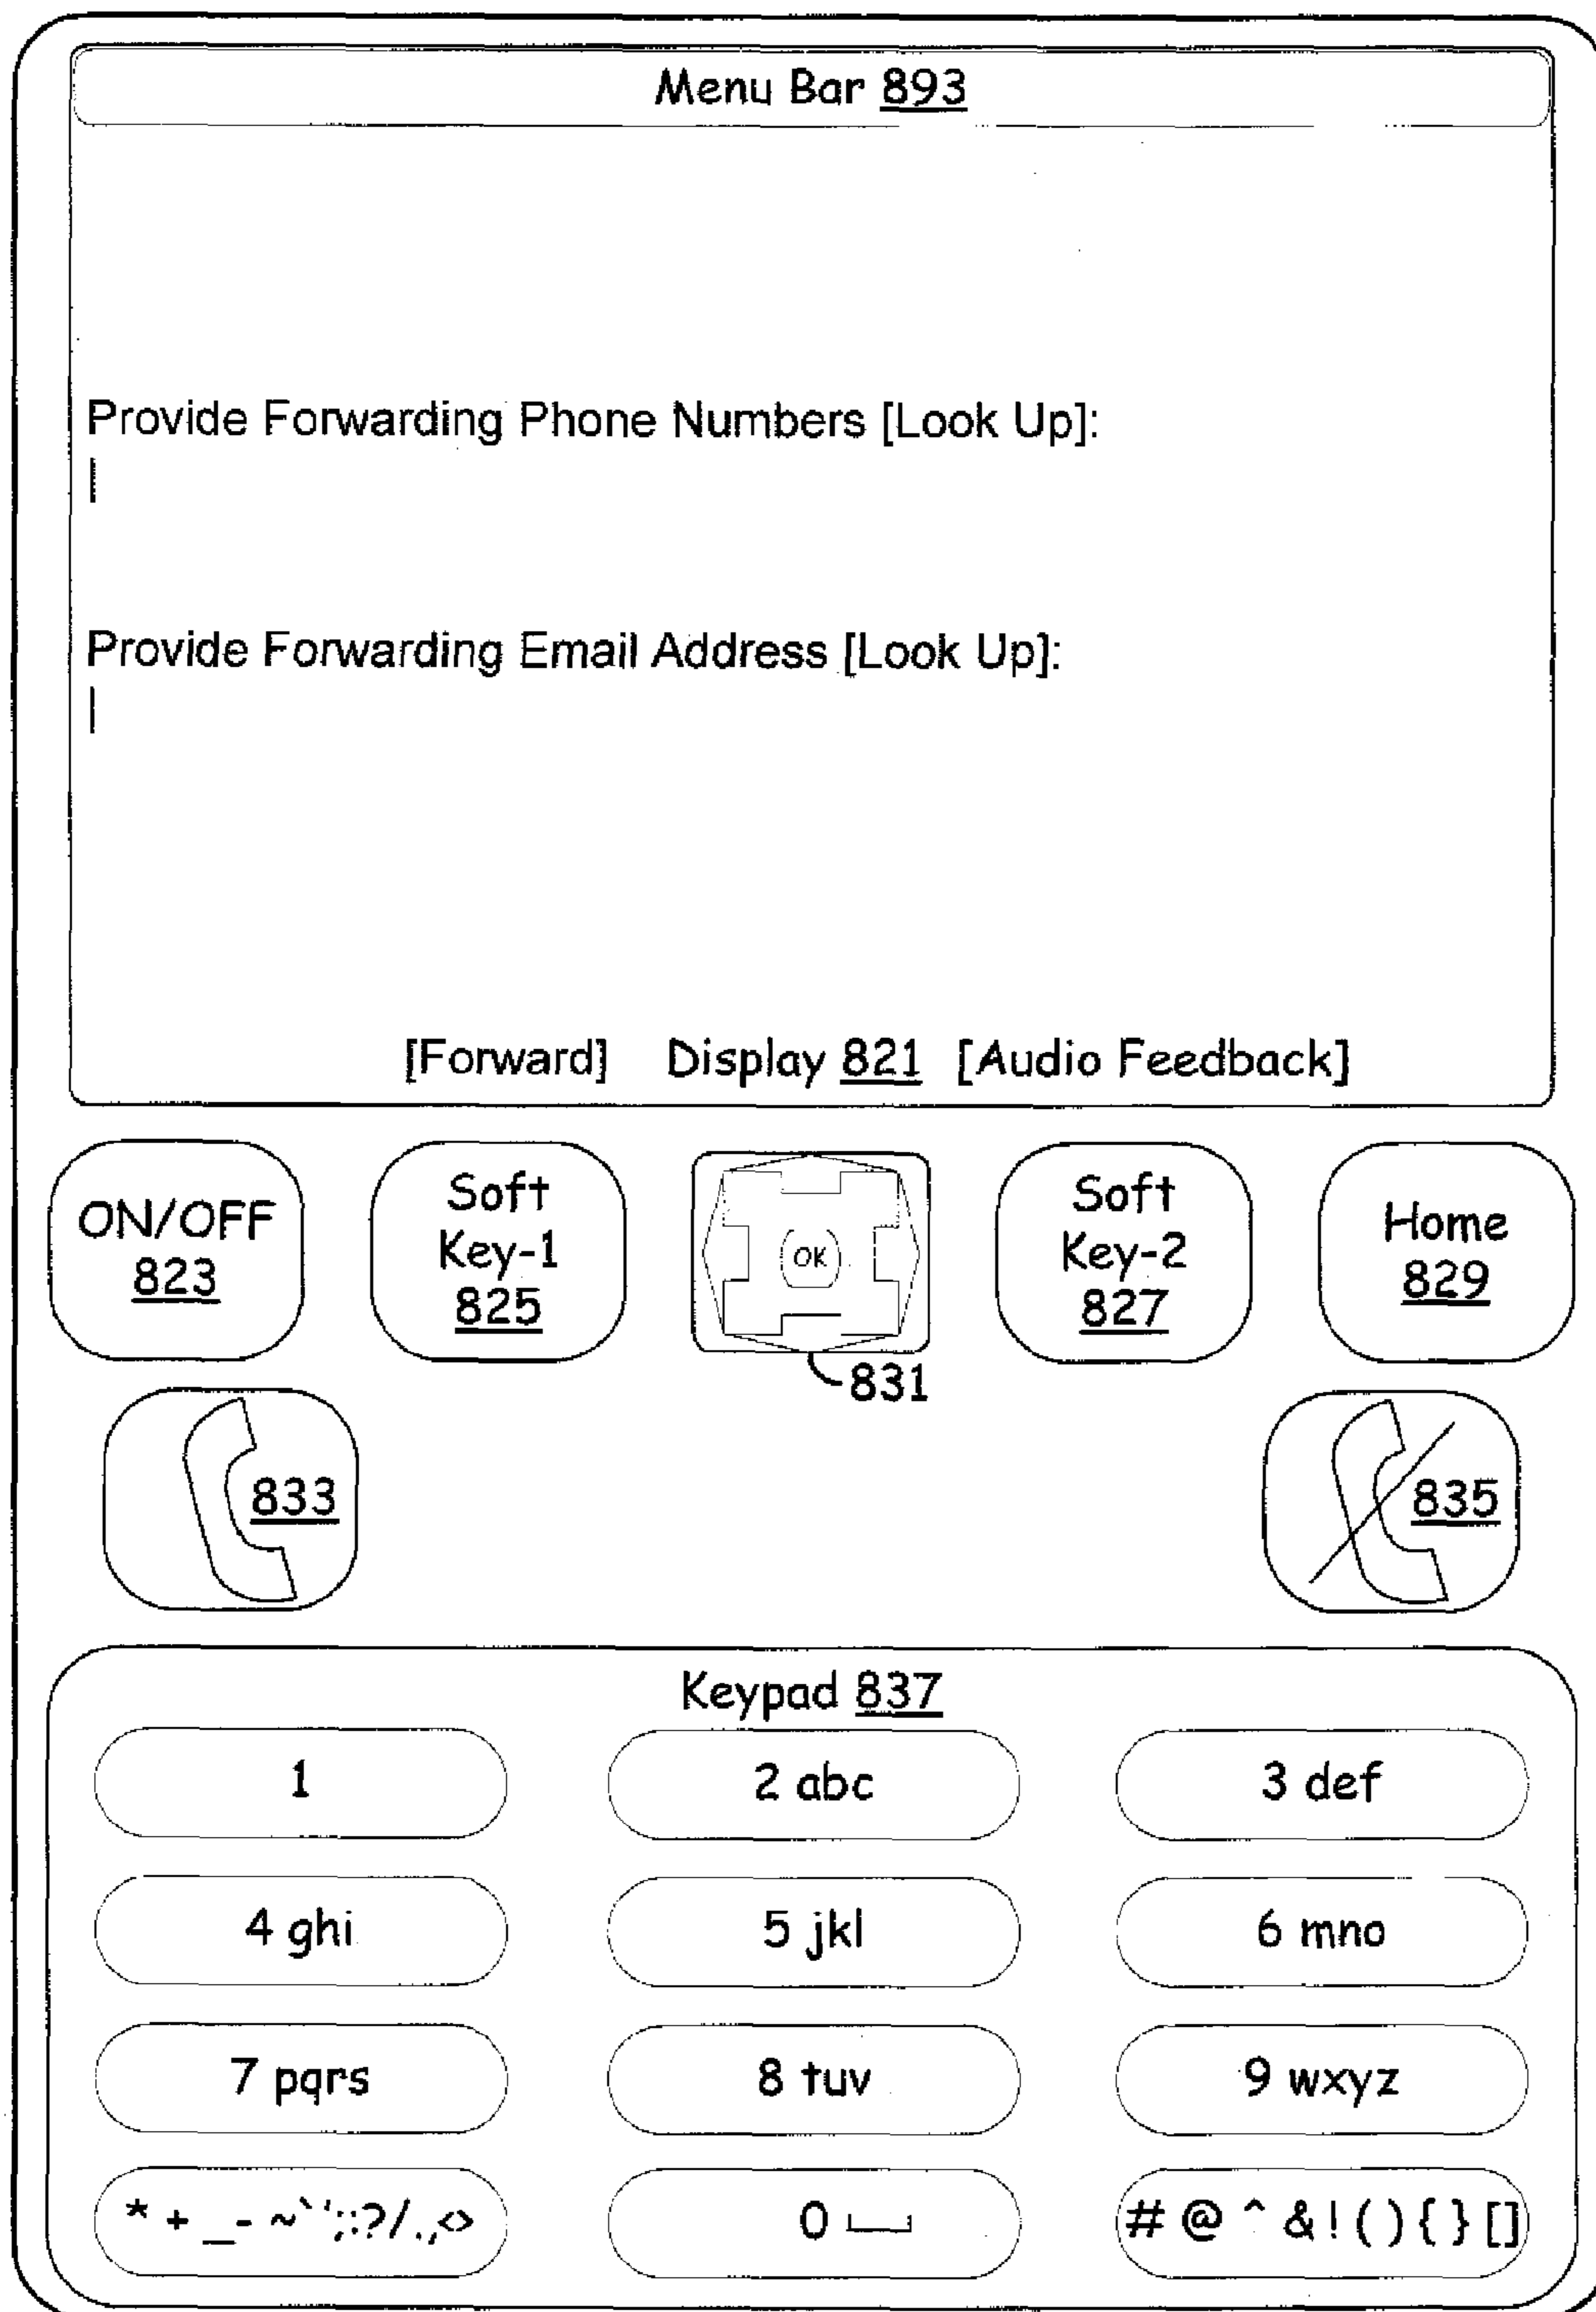 Menu Bar 893
Provide Forwarding Phone Numbers [Look Up]:
Provide Forwarding Email Address [Look Up]:
[Forward] Display 821 [Audio Feedback]
ON/OFF
823
Soft
Key-1
825
OK
831
Soft
Key-2
827
Home
829
833
835
Keypad 837
1
2 abc
3 def
4 ghi
5 jkl
6 mno
7 pqrs
8 tuv
9 wxyz
* + _- ~`';:?/.,<>
0 ⎵
# @ ^ & ! ( ) { } []